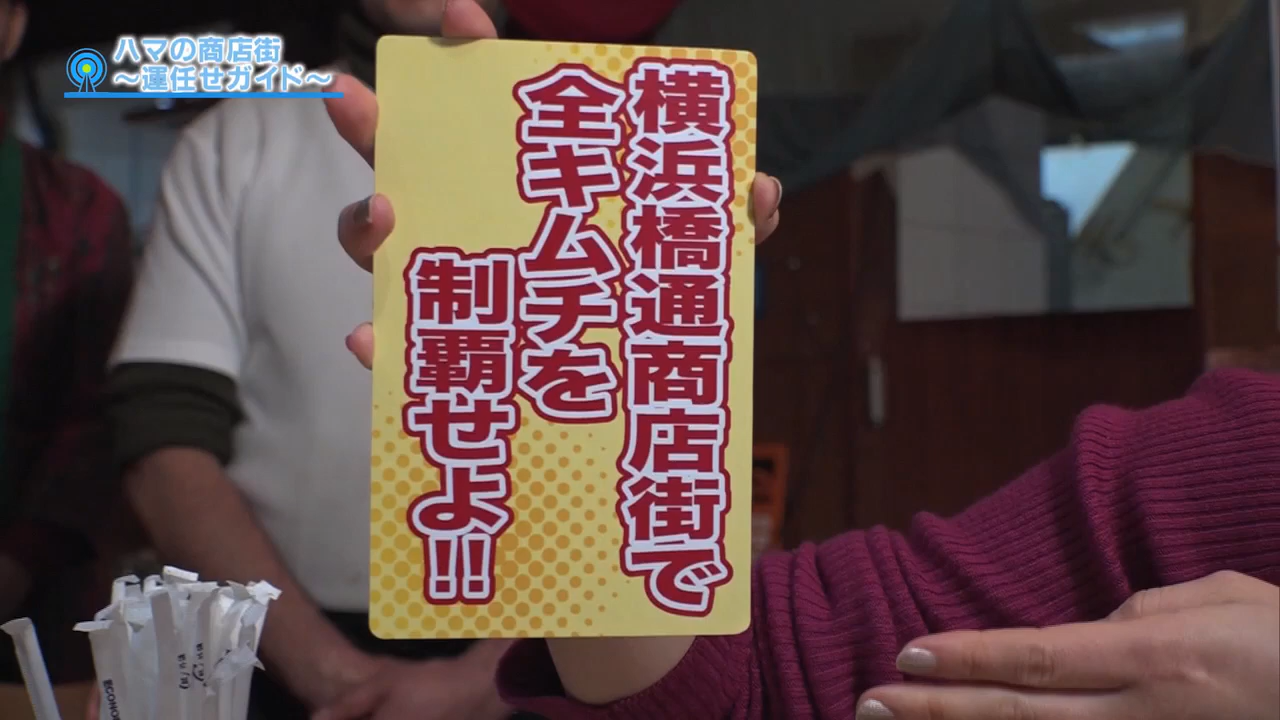 ハマの商店街
～運任せガイド～
横浜橋通商店街で
全キムチを
制覇せよ!!